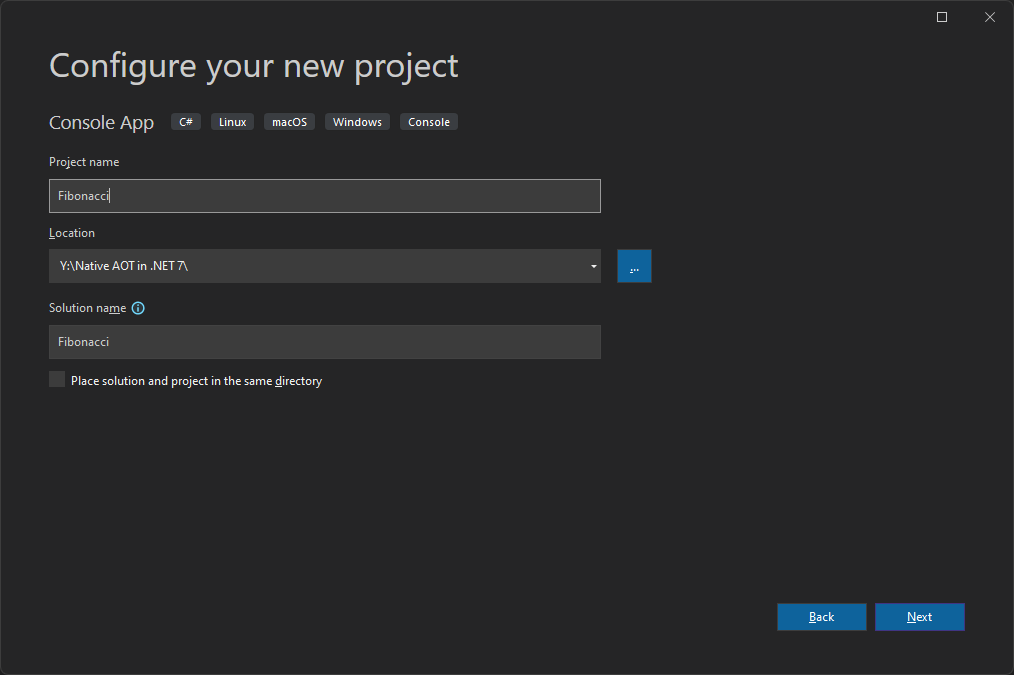 Configure your new project
Console App C# Linux macOS Windows Console
Project name
Fibonacci
Location
Y:\Native AOT in .NET 7\
...
Solution name
Fibonacci
Place solution and project in the same directory
Back Next